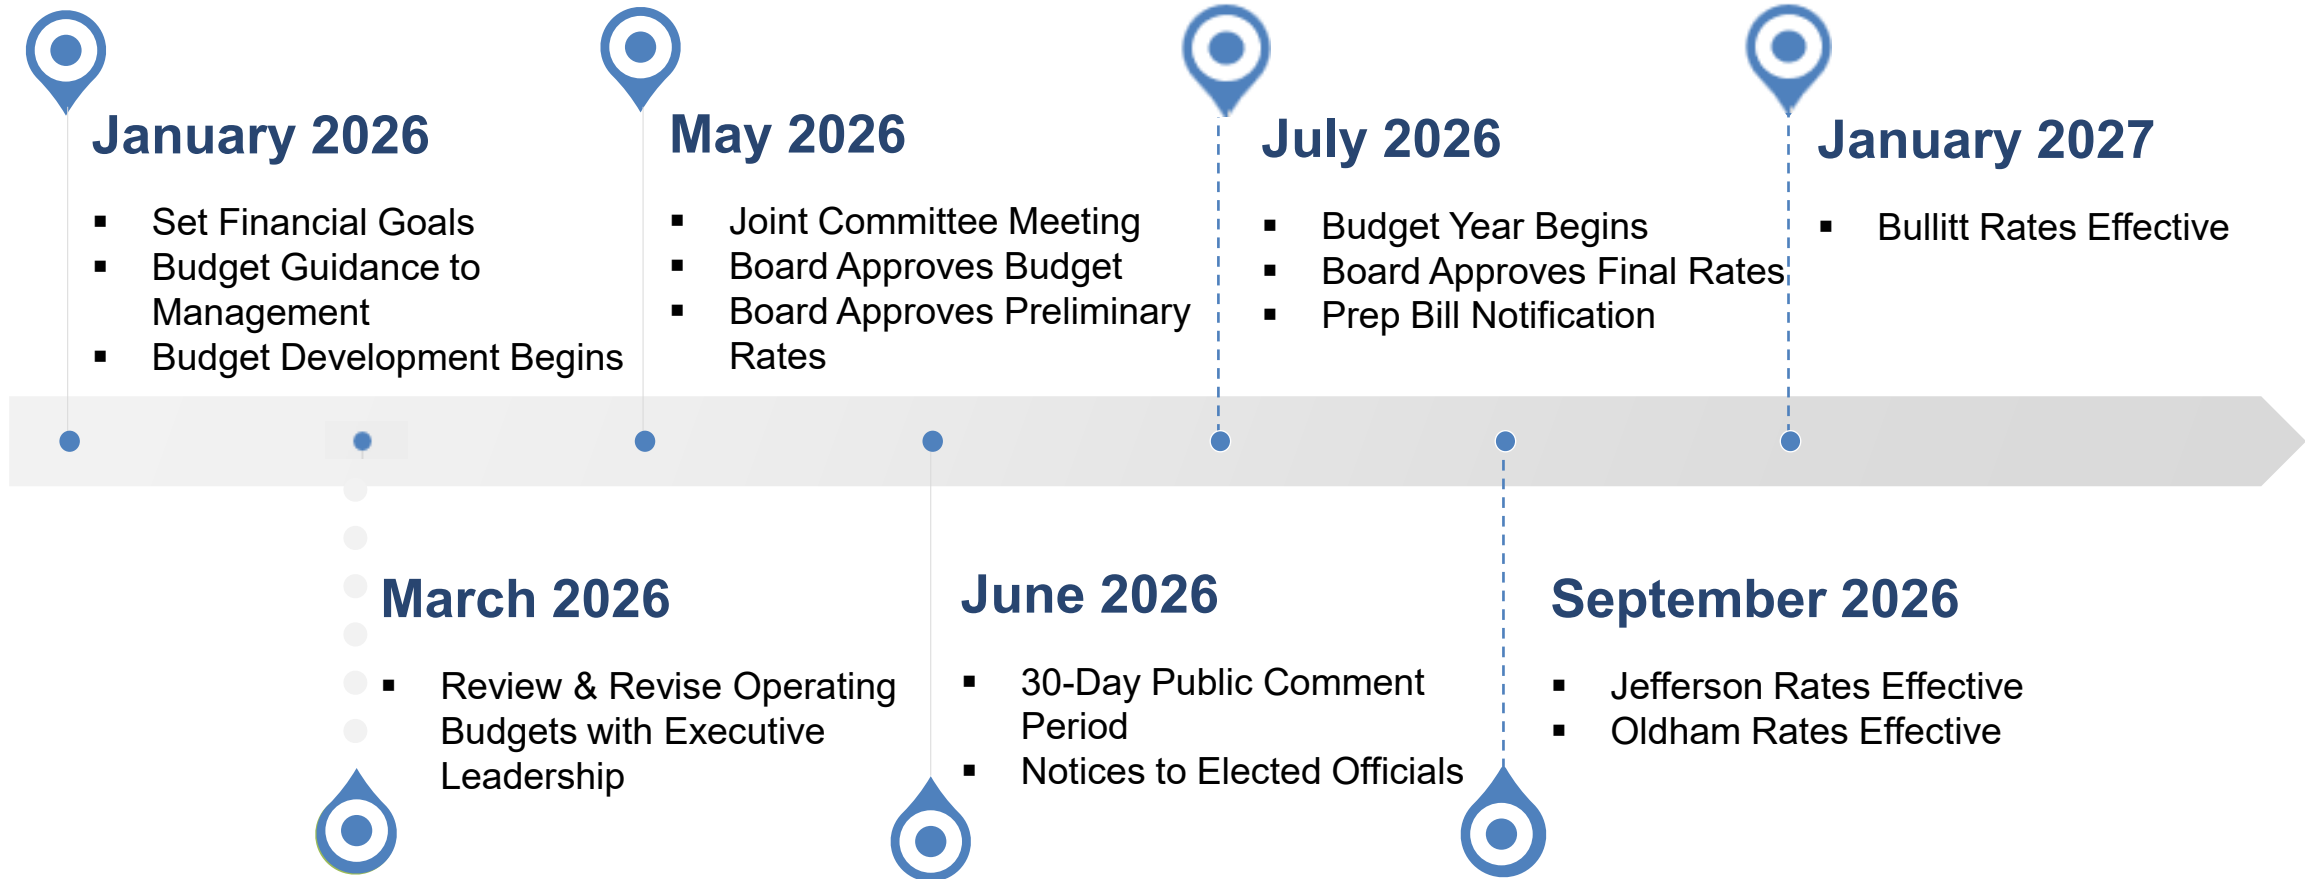 January 2026
▪ Set Financial Goals
▪ Budget Guidance to
Management
▪ Budget Development Begins
May 2026
▪ Joint Committee Meeting
▪ Board Approves Budget
▪ Board Approves Preliminary
Rates
July 2026
▪ Budget Year Begins
▪ Board Approves Final Rates
▪ Prep Bill Notification
January 2027
▪ Bullitt Rates Effective
March 2026
▪ Review & Revise Operating
Budgets with Executive
Leadership
June 2026
▪ 30-Day Public Comment
Period
▪ Notices to Elected Officials
September 2026
▪ Jefferson Rates Effective
▪ Oldham Rates Effective